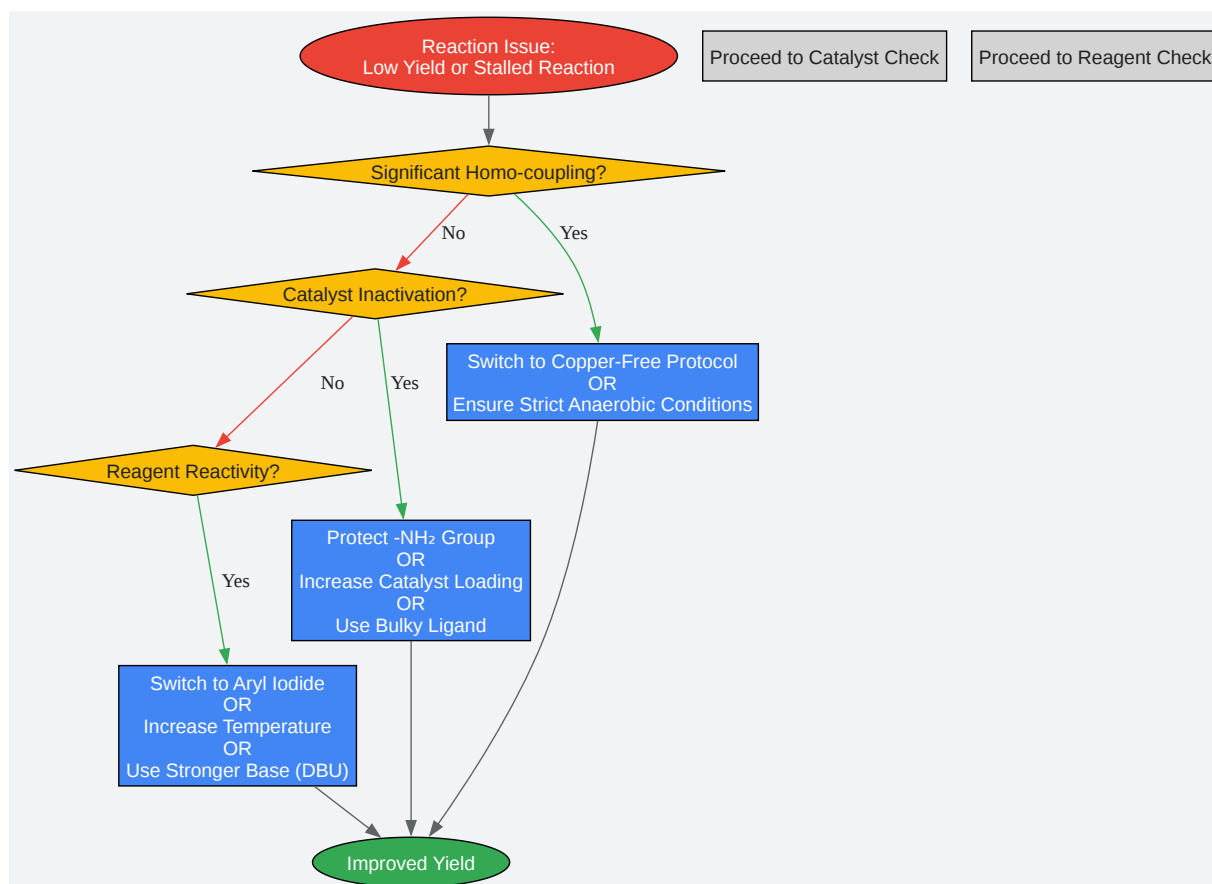 Reaction Issue:
Low Yield or Stalled Reaction
Proceed to Catalyst Check
Proceed to Reagent Check
Significant Homo-coupling?
No
Yes
Catalyst Inactivation?
No
Yes
Switch to Copper-Free Protocol
OR
Ensure Strict Anaerobic Conditions
Reagent Reactivity?
Yes
Protect -NH₂ Group
OR
Increase Catalyst Loading
OR
Use Bulky Ligand
Switch to Aryl Iodide
OR
Increase Temperature
OR
Use Stronger Base (DBU)
Improved Yield